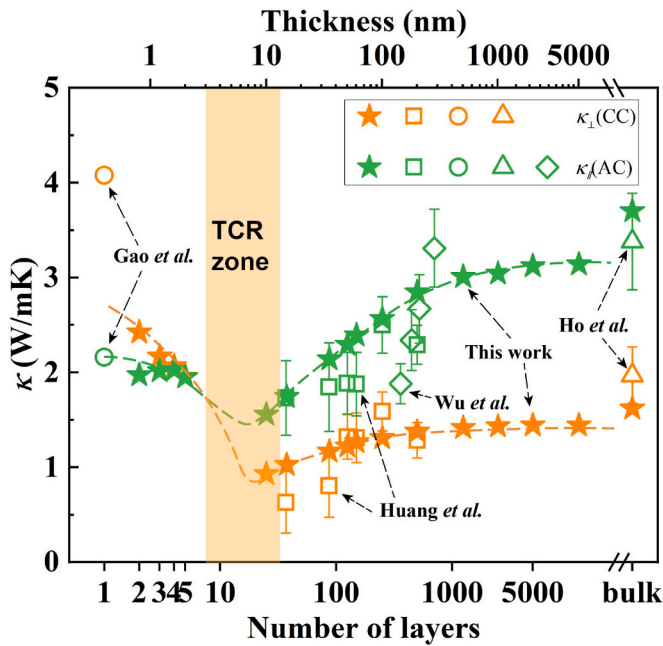 Thickness (nm)
1 10 100 1000 5000
5
4
3
2
1
0
κ (W/mK)
κ⊥(CC)
κ∥(AC)
TCR
zone
Gao et al.
Ho et al.
This work
Wu et al.
Huang et al.
1 2 3 4 5 10 100 1000 5000 bulk
Number of layers